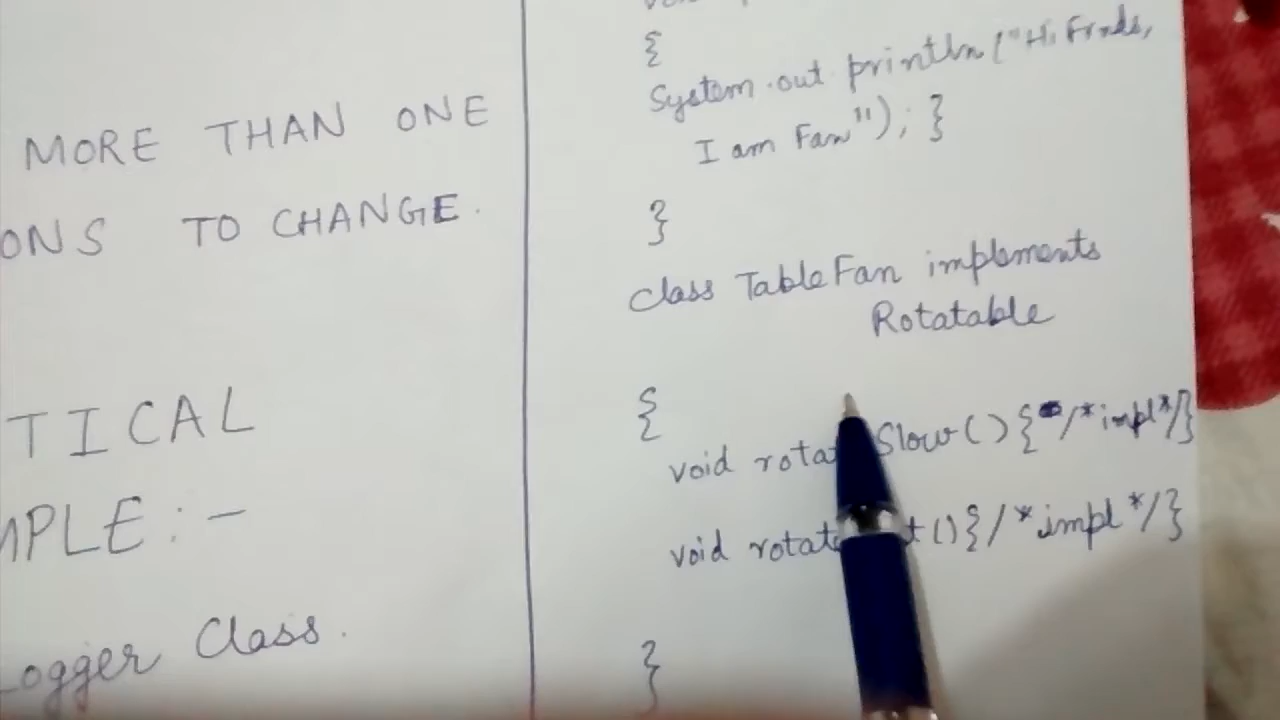 MORE THAN ONE
ONS TO CHANGE.
TICAL
MPLE:-
Logger Class.
{
System.out println("Hi Frnds,
I am Fan"); }
}
class TableFan implements
Rotatable
{
void rotat Slow(){ /*impl*/}
void rotat t(){/*impl*/}
}